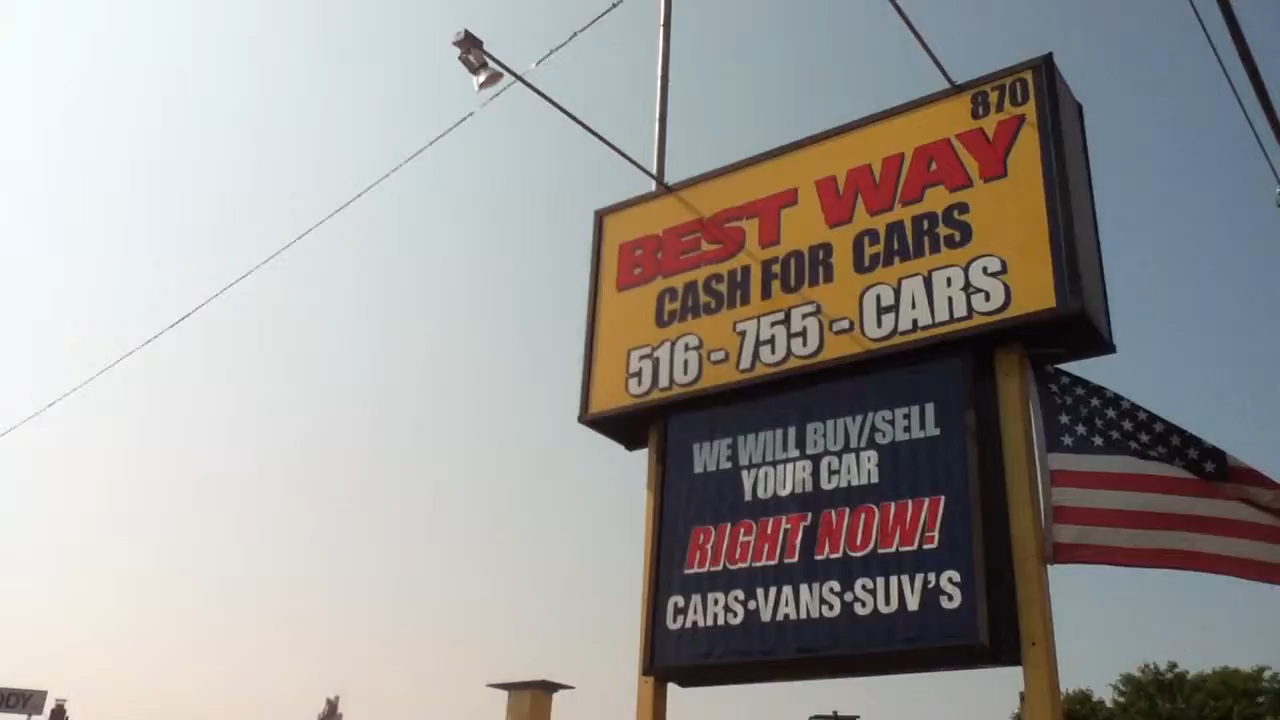 870
BEST WAY
CASH FOR CARS
516 - 755 - CARS
WE WILL BUY/SELL
YOUR CAR
RIGHT NOW!
CARS•VANS•SUV'S